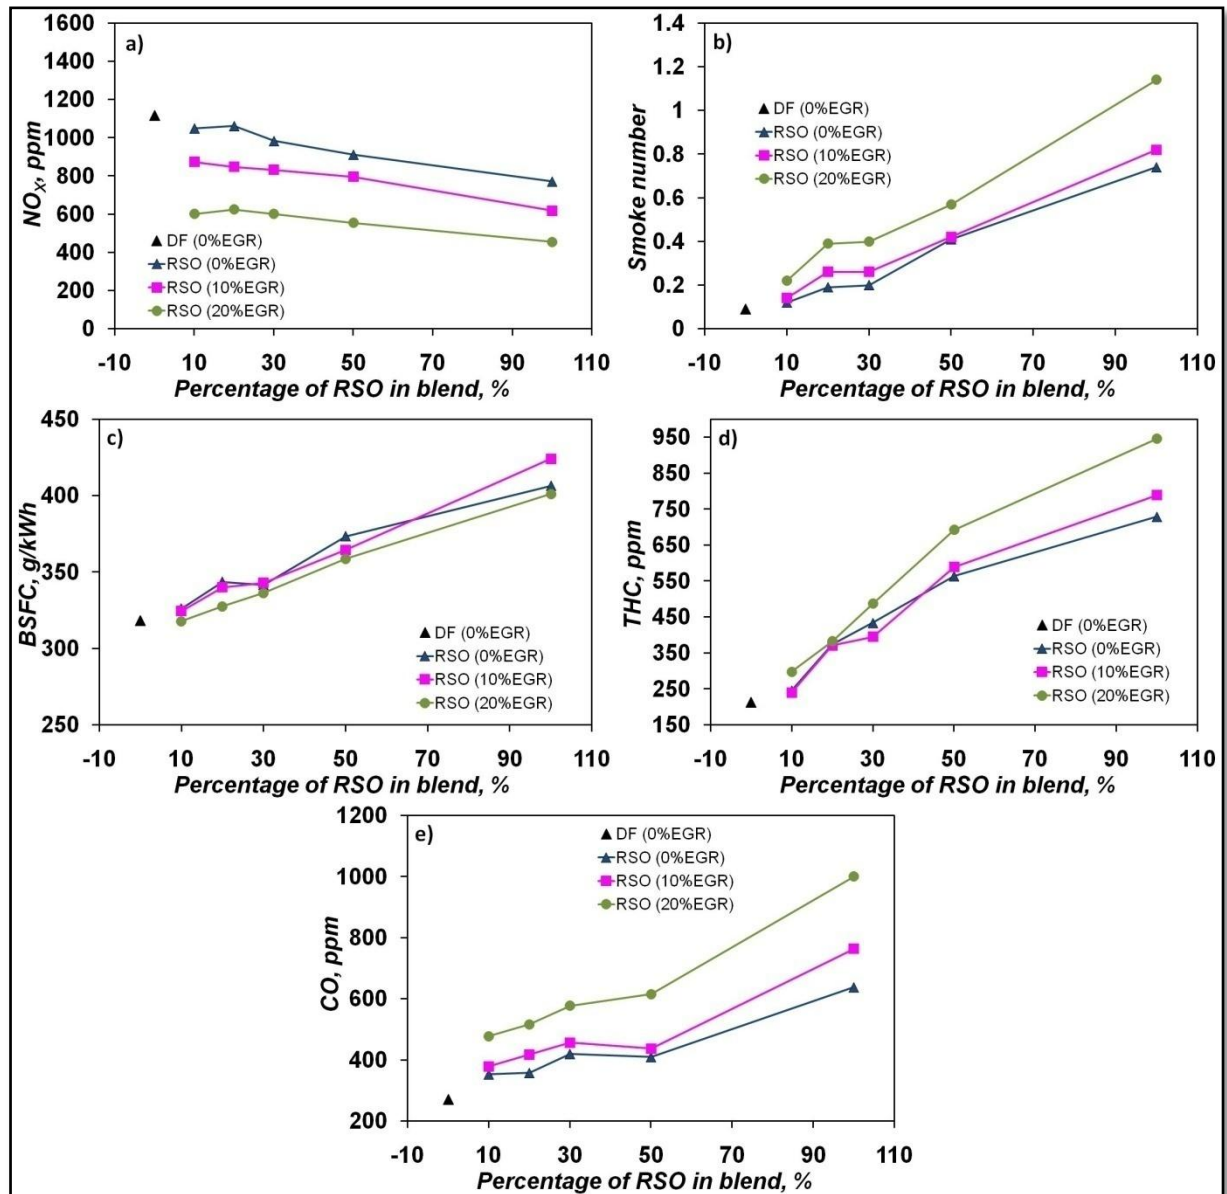 a)
1600
1400
1200
1000
800
600
400
200
0
NOX, ppm
DF (0%EGR)
RSO (0%EGR)
RSO (10%EGR)
RSO (20%EGR)
-10 10 30 50 70 90 110
Percentage of RSO in blend, %
b)
1.4
1.2
1
0.8
0.6
0.4
0.2
0
Smoke number
DF (0%EGR)
RSO (0%EGR)
RSO (10%EGR)
RSO (20%EGR)
-10 10 30 50 70 90 110
Percentage of RSO in blend, %
c)
450
400
350
300
250
BSFC, g/kWh
DF (0%EGR)
RSO (0%EGR)
RSO (10%EGR)
RSO (20%EGR)
-10 10 30 50 70 90 110
Percentage of RSO in blend, %
d)
950
850
750
650
550
450
350
250
150
THC, ppm
DF (0%EGR)
RSO (0%EGR)
RSO (10%EGR)
RSO (20%EGR)
-10 10 30 50 70 90 110
Percentage of RSO in blend, %
e)
1200
1000
800
600
400
200
CO, ppm
DF (0%EGR)
RSO (0%EGR)
RSO (10%EGR)
RSO (20%EGR)
-10 10 30 50 70 90 110
Percentage of RSO in blend, %